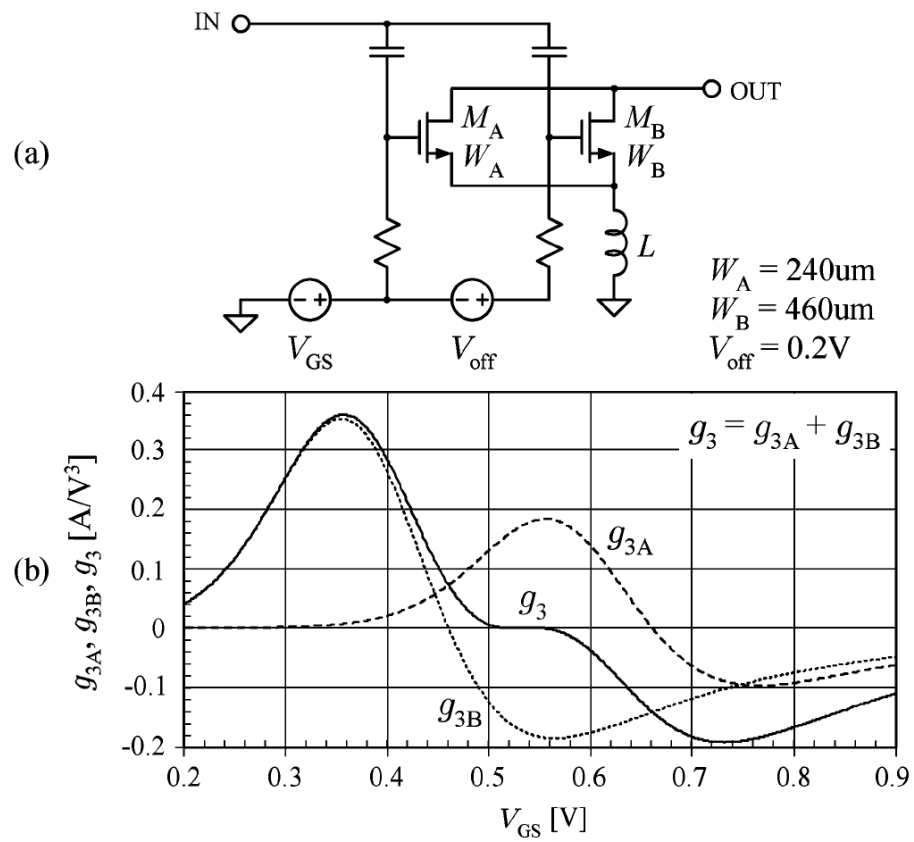 IN
OUT
(a)
M_A
W_A
M_B
W_B
L
V_GS
V_off
W_A = 240um
W_B = 460um
V_off = 0.2V
(b)
g_3A, g_3B, g_3 [A/V^3]
0.4
0.3
0.2
0.1
0
-0.1
-0.2
g_3 = g_3A + g_3B
g_3A
g_3
g_3B
0.2 0.3 0.4 0.5 0.6 0.7 0.8 0.9
V_GS [V]